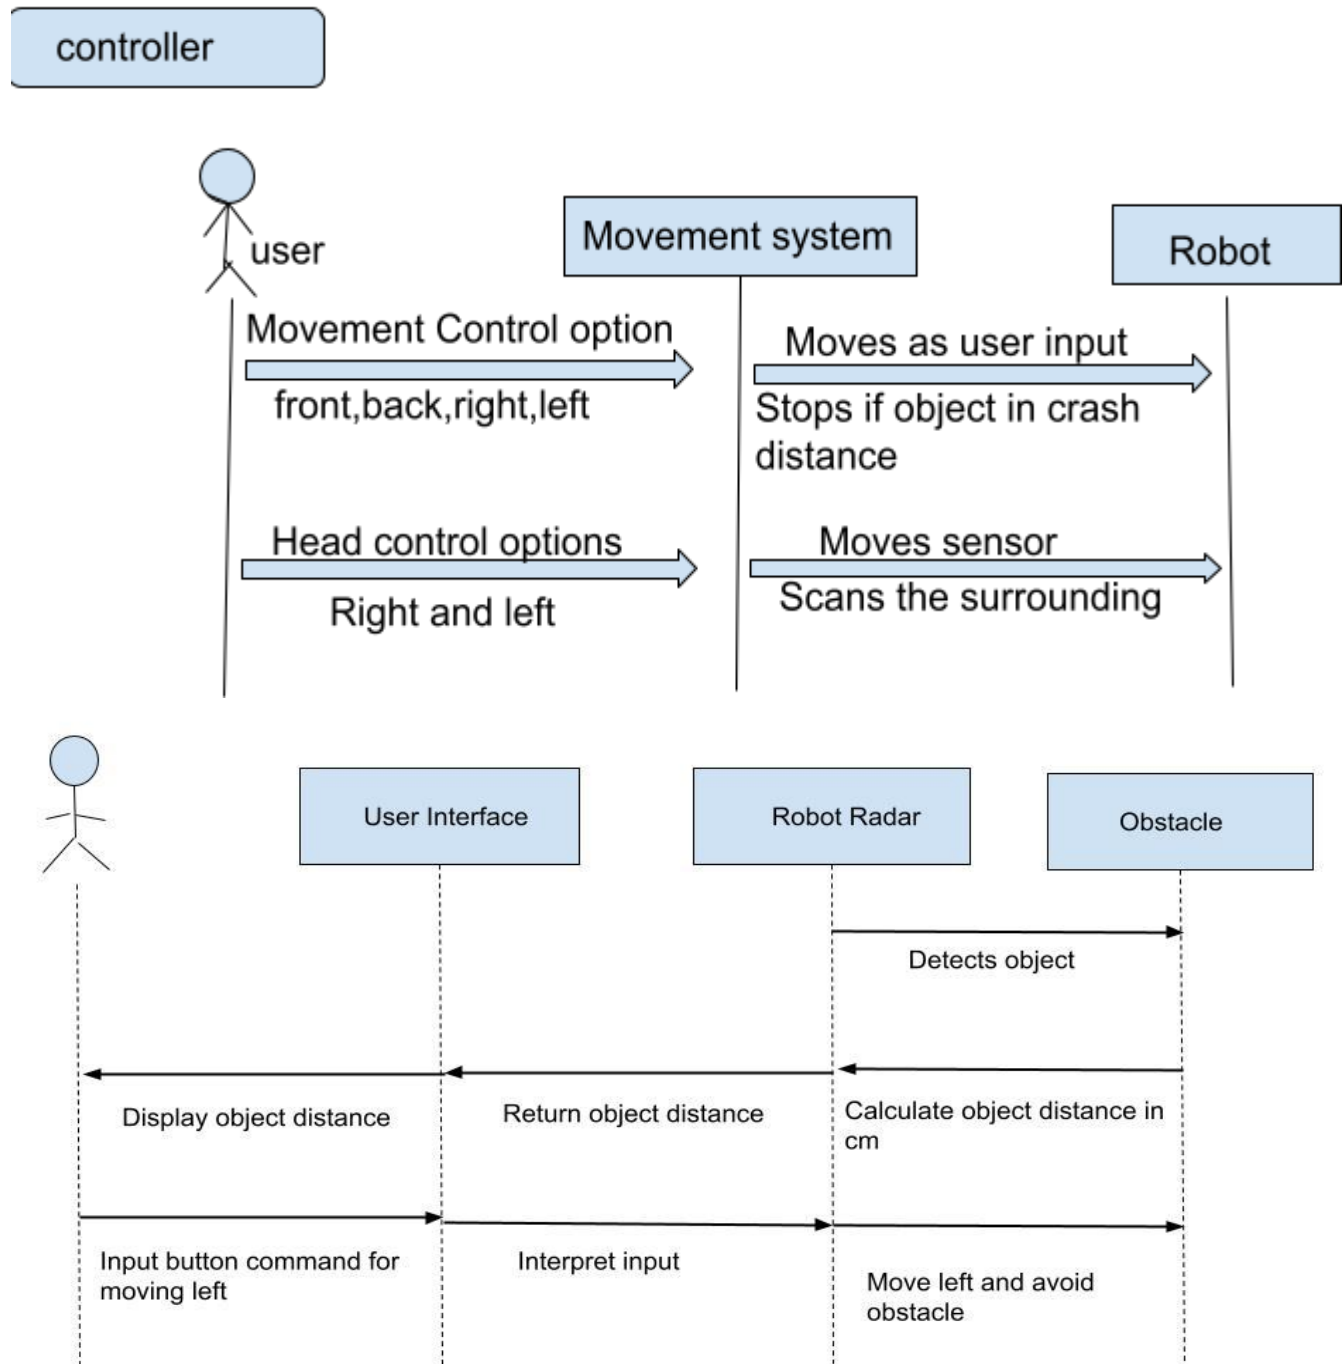 controller
user
Movement system
Robot
Movement Control option
front,back,right,left
Moves as user input
Stops if object in crash
distance
Head control options
Right and left
Moves sensor
Scans the surrounding
User Interface
Robot Radar
Obstacle
Detects object
Display object distance
Return object distance
Calculate object distance in
cm
Input button command for
moving left
Interpret input
Move left and avoid
obstacle